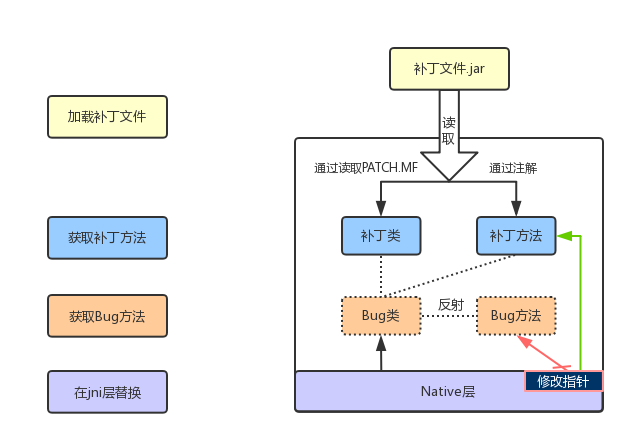 补丁文件.jar
加载补丁文件
读
取
通过读取PATCH.MF
通过注解
获取补丁方法
补丁类
补丁方法
反射
获取Bug方法
Bug类
Bug方法
在jni层替换
Native层
修改指针